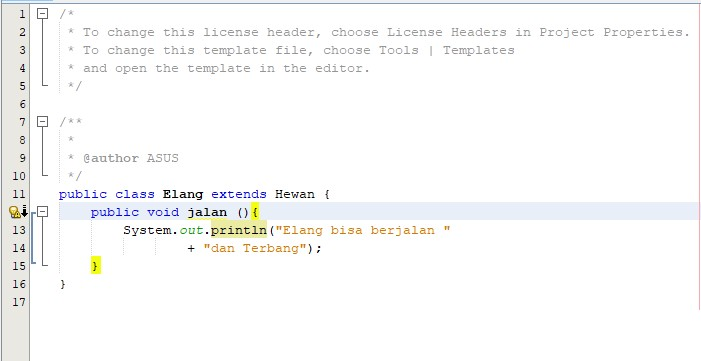 1 /*
2  * To change this license header, choose License Headers in Project Properties.
3  * To change this template file, choose Tools | Templates
4  * and open the template in the editor.
5  */
6
7 /**
8  *
9  * @author ASUS
10  */
11 public class Elang extends Hewan {
    public void jalan (){
13         System.out.println("Elang bisa berjalan "
14                 + "dan Terbang");
15     }
16 }
17